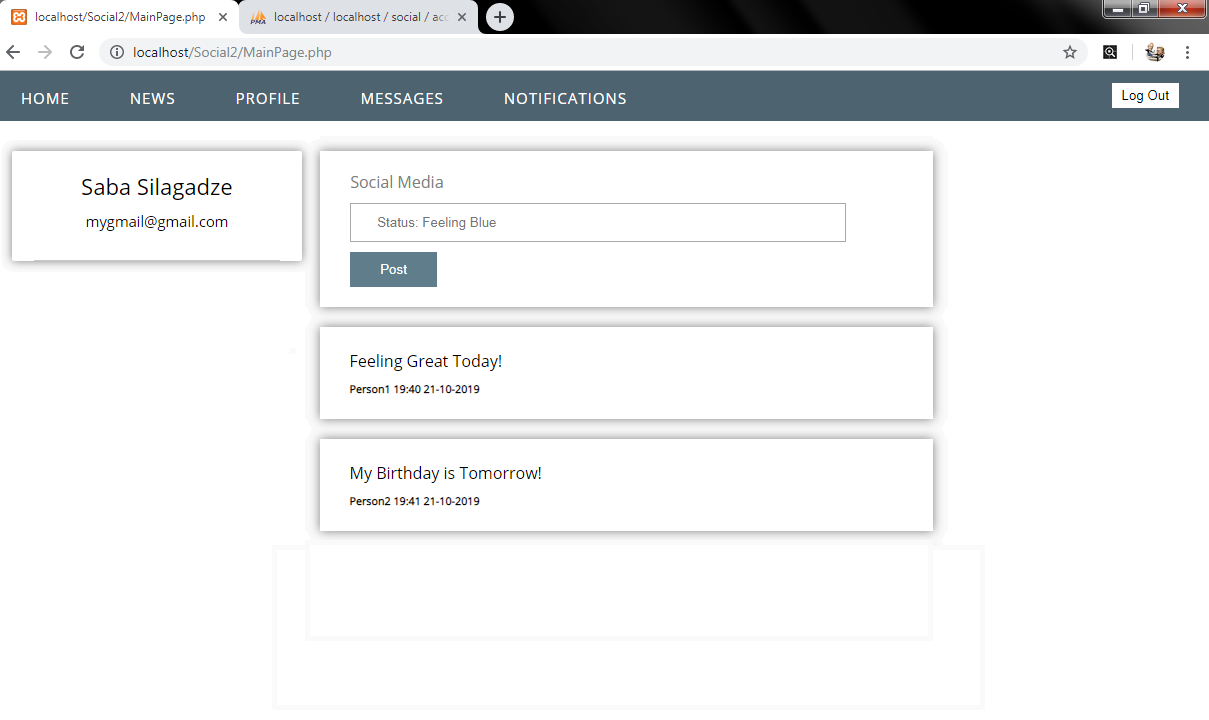 localhost/Social2/MainPage.php
PMA localhost / localhost / social / acc
localhost/Social2/MainPage.php
HOME NEWS PROFILE MESSAGES NOTIFICATIONS Log Out
Saba Silagadze
mygmail@gmail.com
Social Media
Status: Feeling Blue
Post
Feeling Great Today!
Person1 19:40 21-10-2019
My Birthday is Tomorrow!
Person2 19:41 21-10-2019